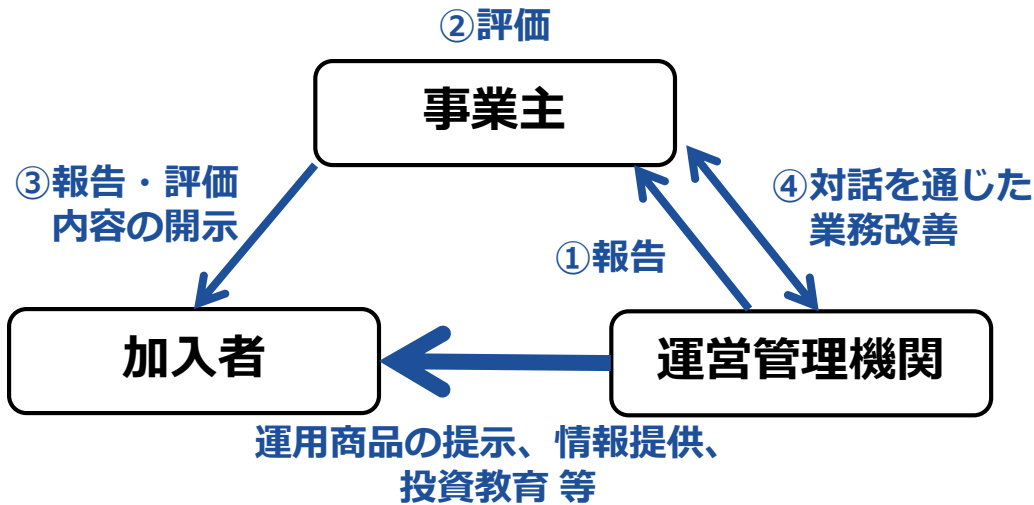 ②評価
事業主
③報告・評価
内容の開示
④対話を通じた
業務改善
①報告
加入者
運営管理機関
運用商品の提示、情報提供、
投資教育 等